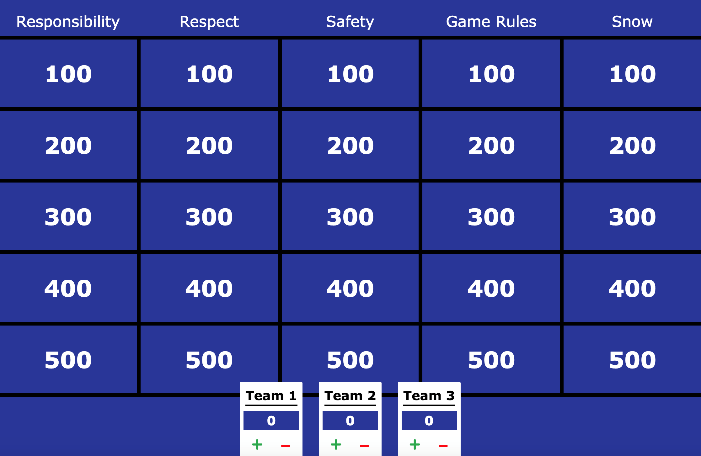 Responsibility Respect Safety Game Rules Snow
100 100 100 100 100
200 200 200 200 200
300 300 300 300 300
400 400 400 400 400
500 500 500 500 500
Team 1 Team 2 Team 3
0 0 0
+ - + - + -